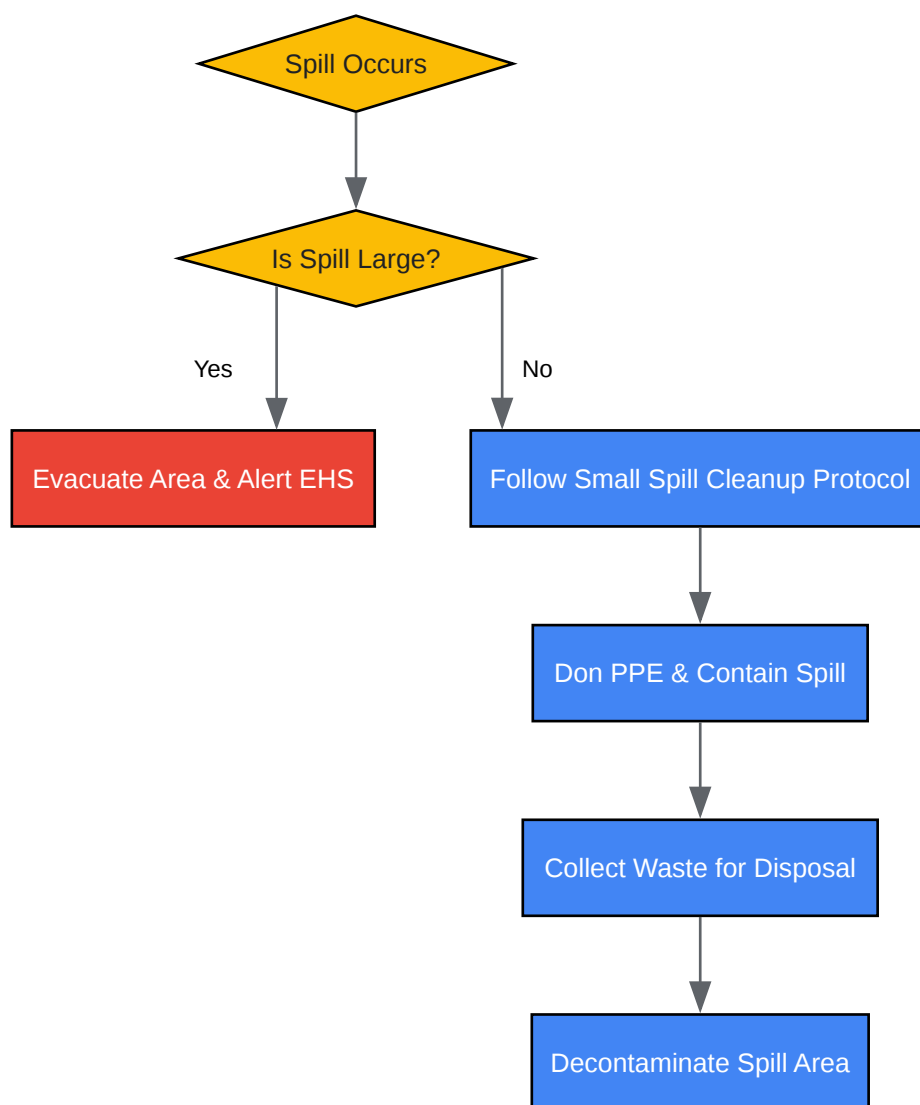 Spill Occurs
Is Spill Large?
Yes
No
Evacuate Area & Alert EHS
Follow Small Spill Cleanup Protocol
Don PPE & Contain Spill
Collect Waste for Disposal
Decontaminate Spill Area